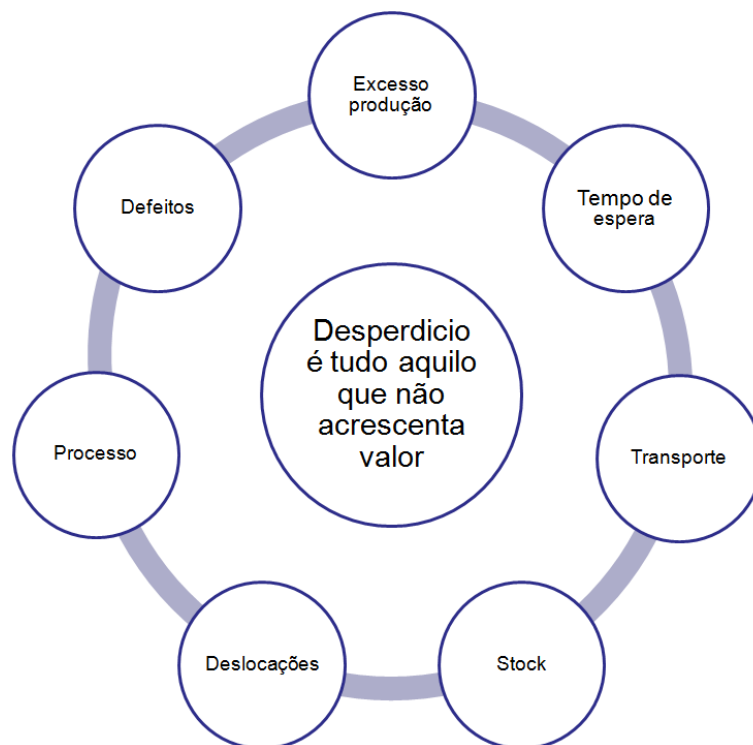 Excesso
produção
Tempo de
espera
Defeitos
Desperdicio
é tudo aquilo
que não
acrescenta
valor
Processo
Transporte
Deslocações
Stock